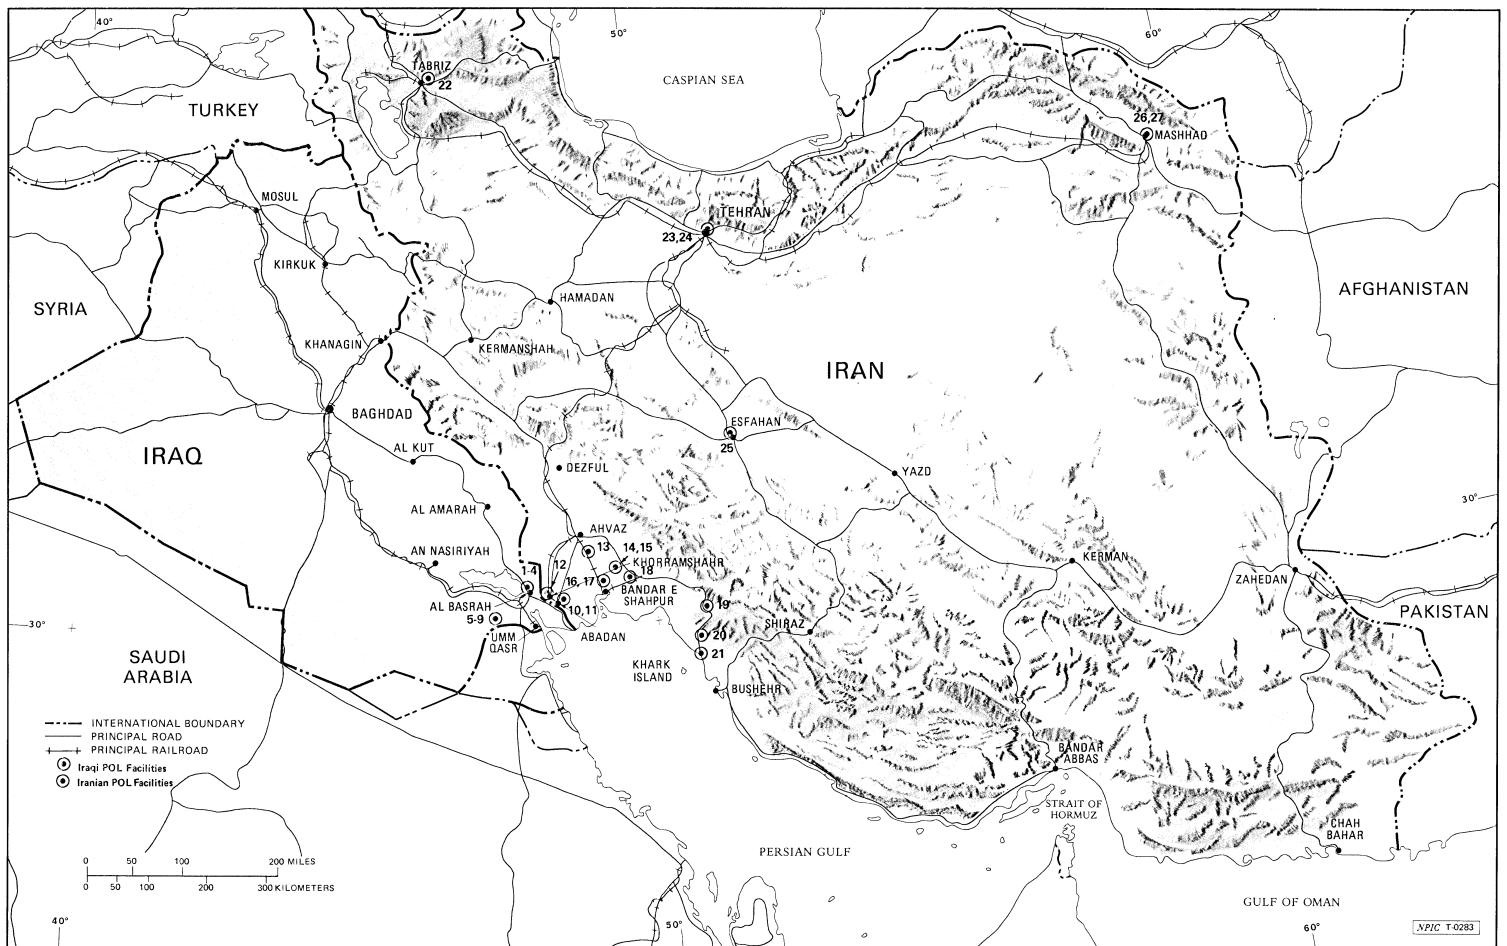 40°
50°
60°
TABRIZ
22
CASPIAN SEA
TURKEY
26,27
MASHHAD
MOSUL
TEHRAN
23,24
KIRKUK
SYRIA
HAMADAN
AFGHANISTAN
KHANAGIN
KERMANSHAH
IRAN
BAGHDAD
ESFAHAN
25
IRAQ
AL KUT
DEZFUL
YAZD
30°
AL AMARAH
AHVAZ
13
14,15
AN NASIRIYAH
12
KHORRAMSHAHR
KERMAN
1-4
16, 17
18
ZAHEDAN
BANDAR E
SHAHPUR
AL BASRAH
10,11
19
PAKISTAN
5-9
30°
UMM
QASR
ABADAN
20
SHIRAZ
21
SAUDI
ARABIA
KHARK
ISLAND
BUSHEHR
INTERNATIONAL BOUNDARY
PRINCIPAL ROAD
PRINCIPAL RAILROAD
Iraqi POL Facilities
Iranian POL Facilities
BANDAR
ABBAS
STRAIT OF
HORMUZ
CHAH
BAHAR
PERSIAN GULF
0 50 100 200 MILES
0 50 100 200 300 KILOMETERS
GULF OF OMAN
40°
50°
60°
NPIC T-0283